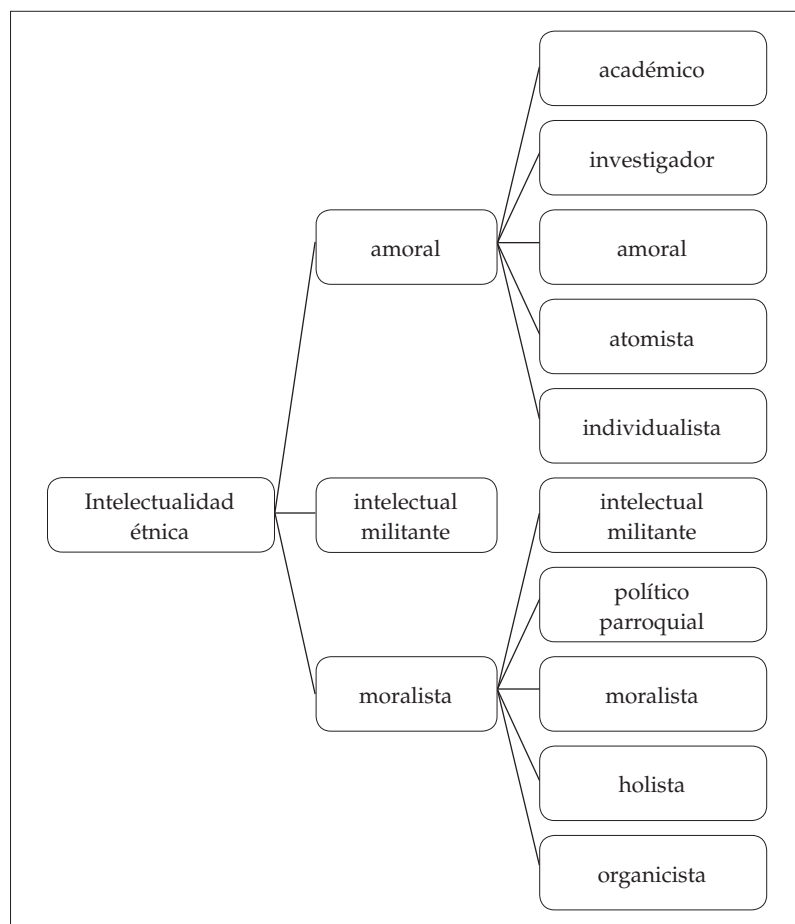 académico
investigador
amoral
amoral
atomista
individualista
Intelectualidad
étnica
intelectual
militante
intelectual
militante
político
parroquial
moralista
moralista
holista
organicista